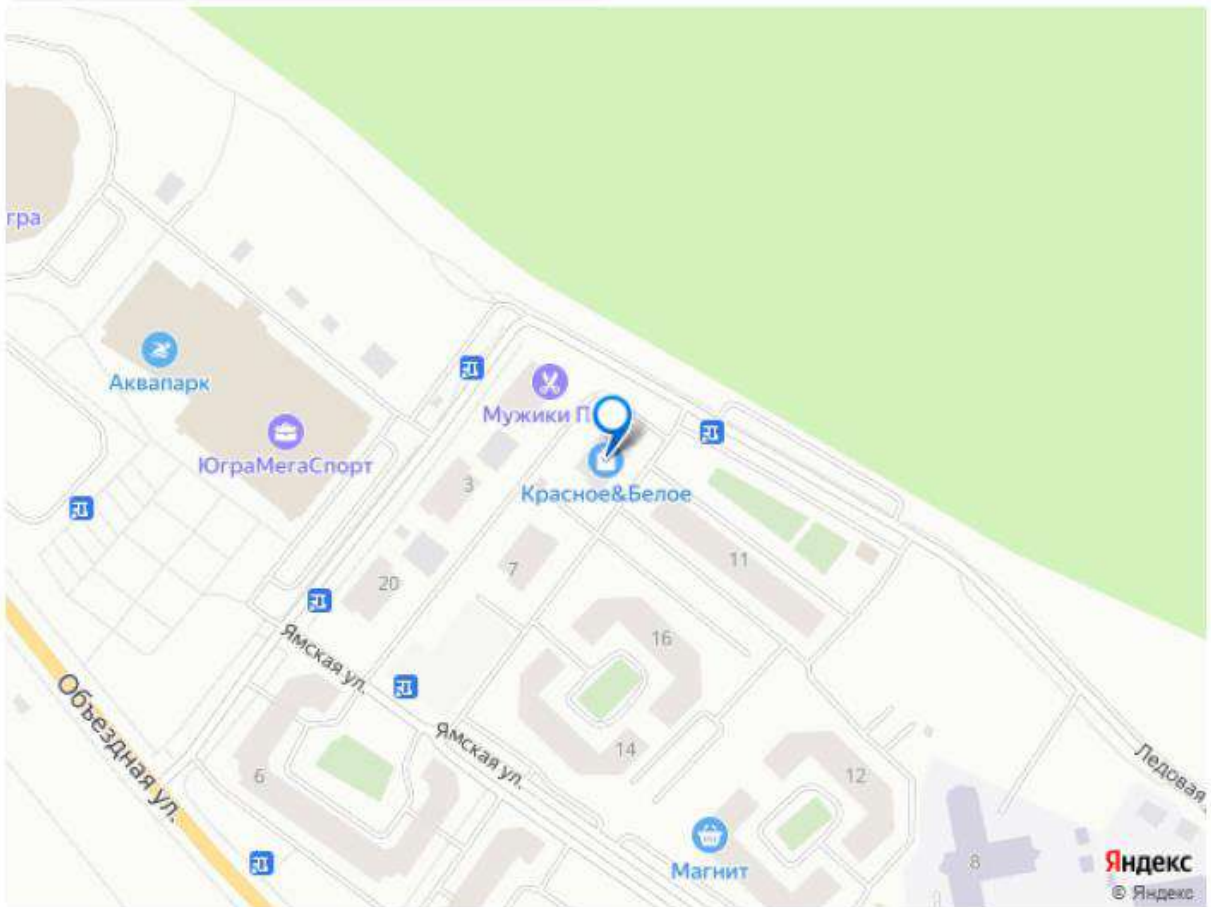 гра
Аквапарк
Мужики П
ЮграМегаСпорт
3
Красное&Белое
11
7
20
16
Ямская ул.
Объездная ул.
Ямская ул.
14
6
12
Ледовая
Магнит
8
Яндекс
© Яндекс